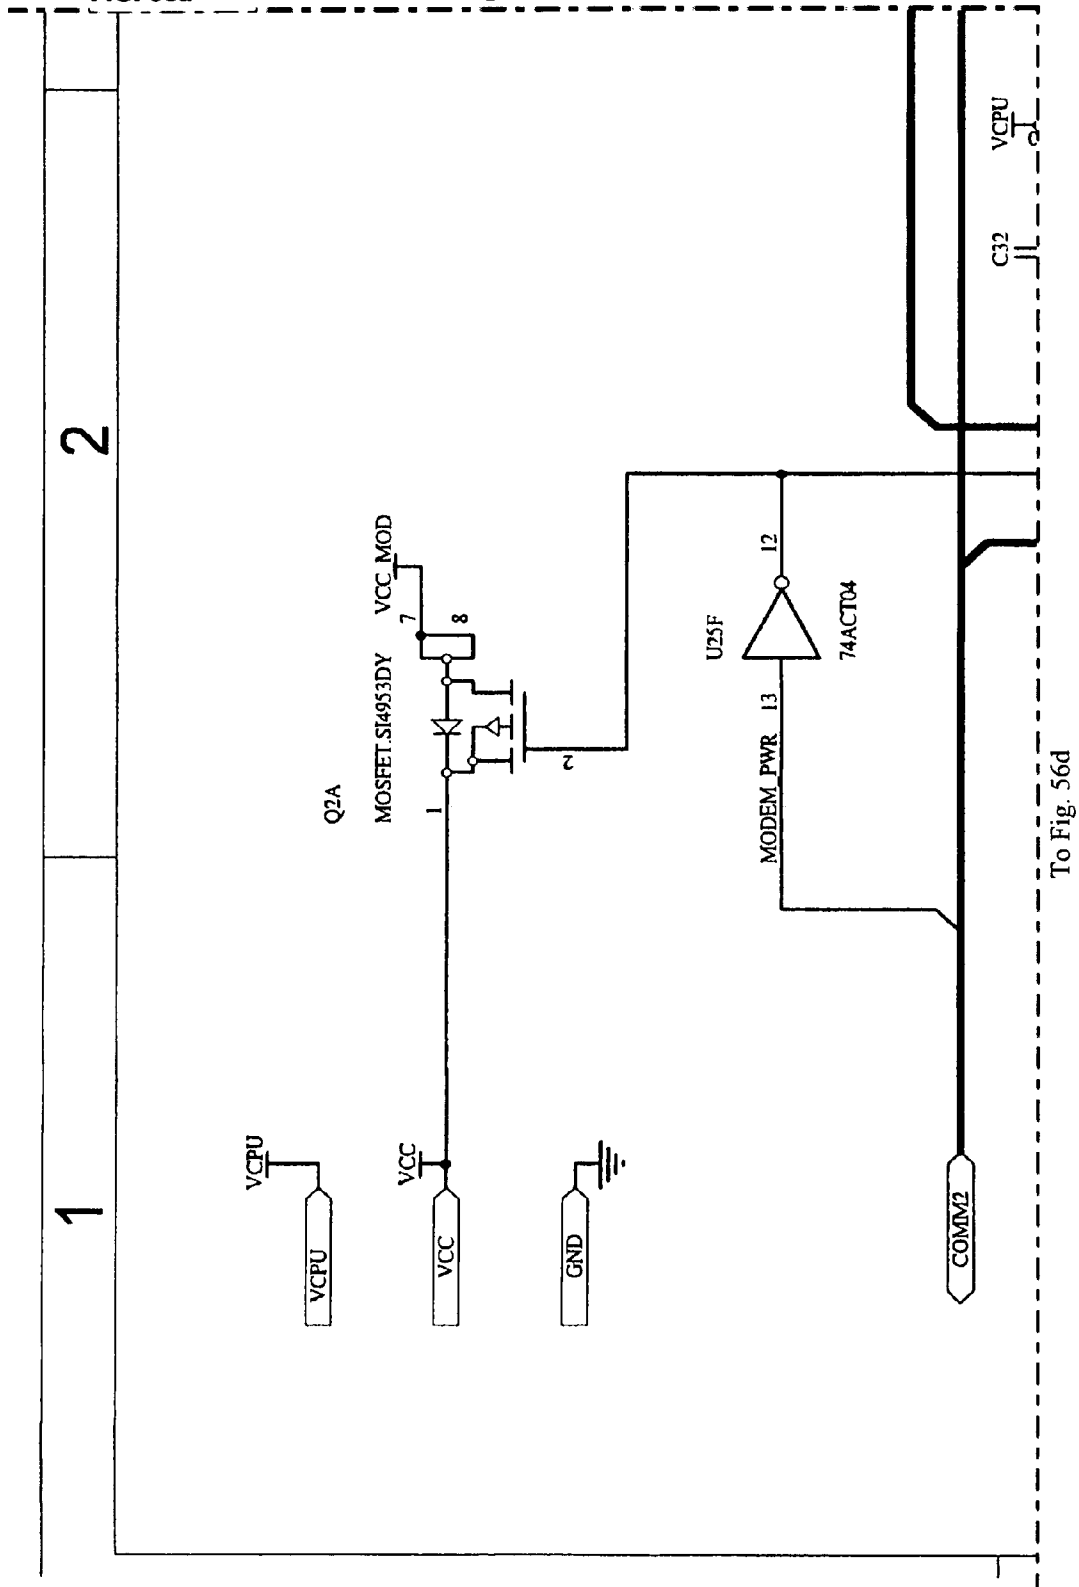 1
2
VCPU
VCPU
VCC
VCC
GND
Q2A
MOSFET.SI4953DY
VCC_MOD
1
7
8
2
U25F
MODEM_PWR
13
12
74ACT04
COMM2
C32
VCPU
To Fig. 56d